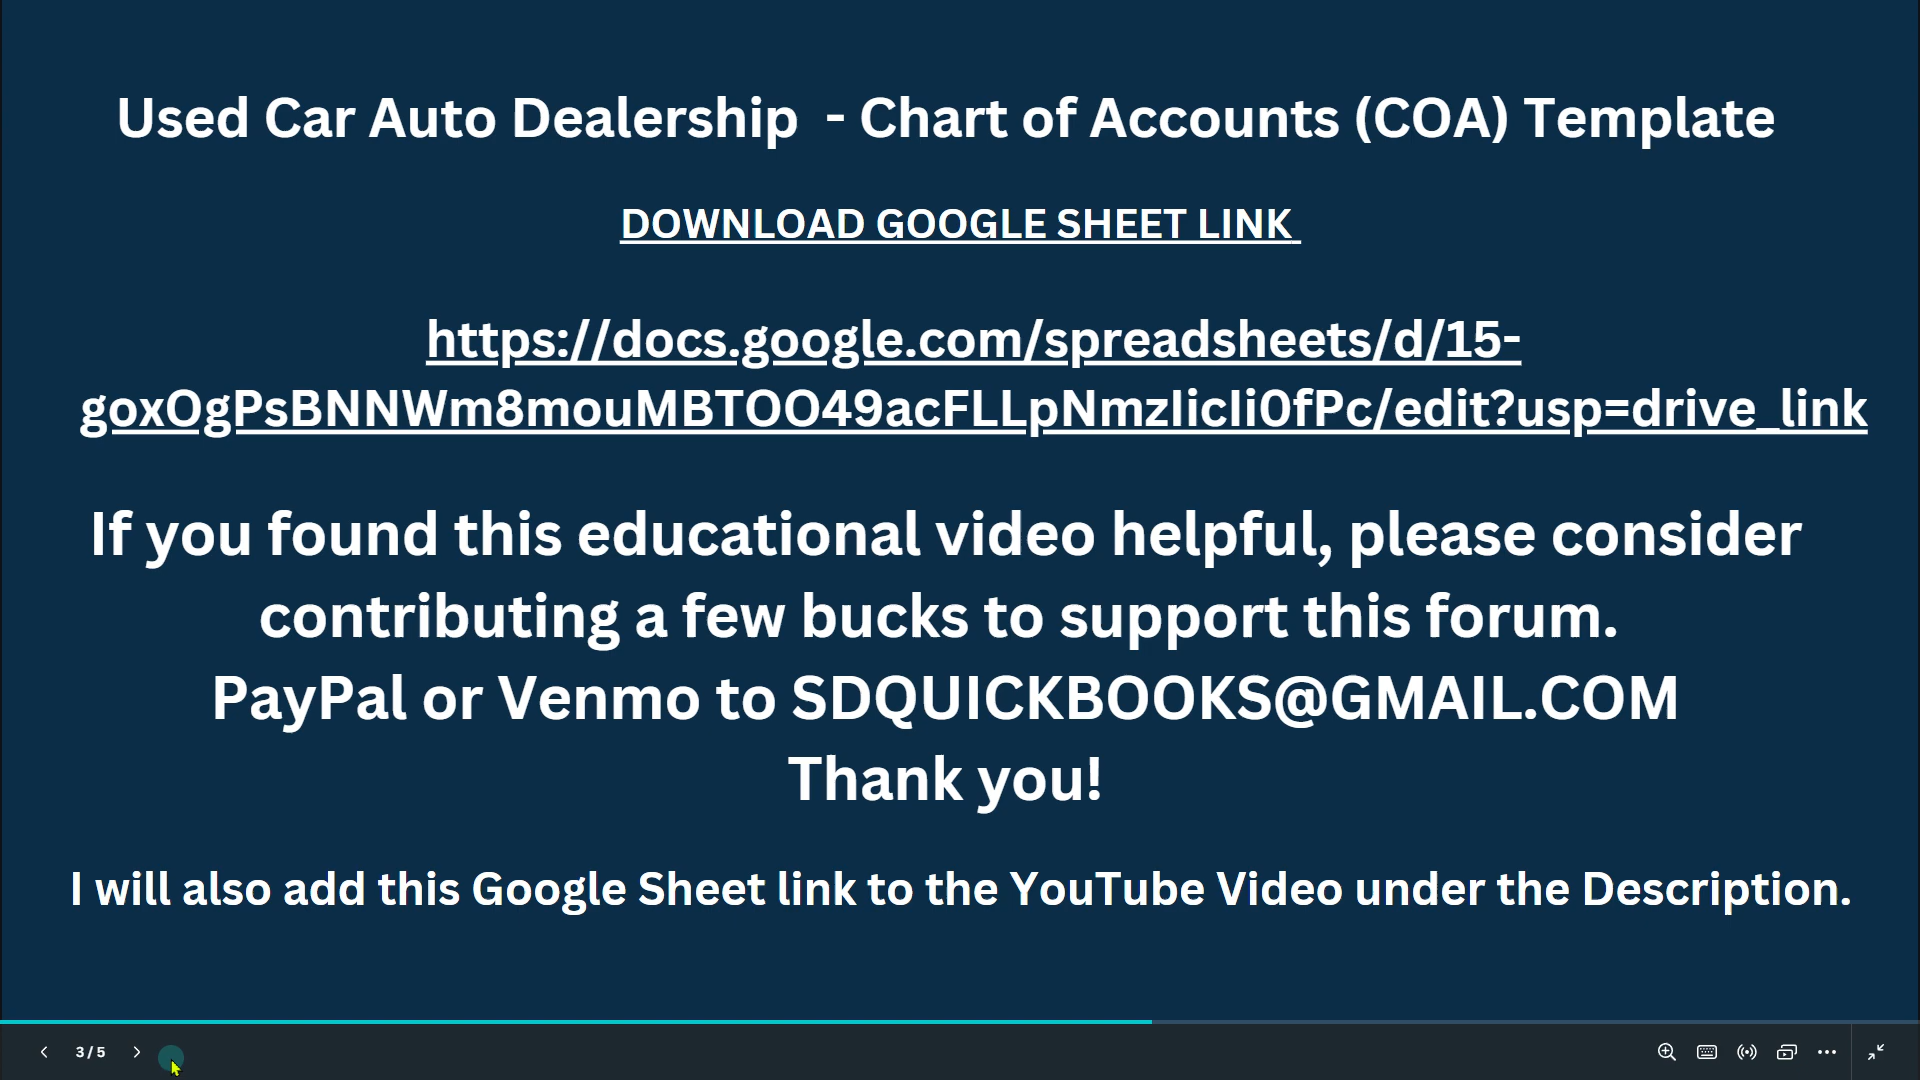 Used Car Auto Dealership - Chart of Accounts (COA) Template
DOWNLOAD GOOGLE SHEET LINK
https://docs.google.com/spreadsheets/d/15-
goxOgPsBNNWm8mouMBTOO49acFLLpNmzIicIi0fPc/edit?usp=drive_link
If you found this educational video helpful, please consider
contributing a few bucks to support this forum.
PayPal or Venmo to SDQUICKBOOKS@GMAIL.COM
Thank you!
I will also add this Google Sheet link to the YouTube Video under the Description.
3/5